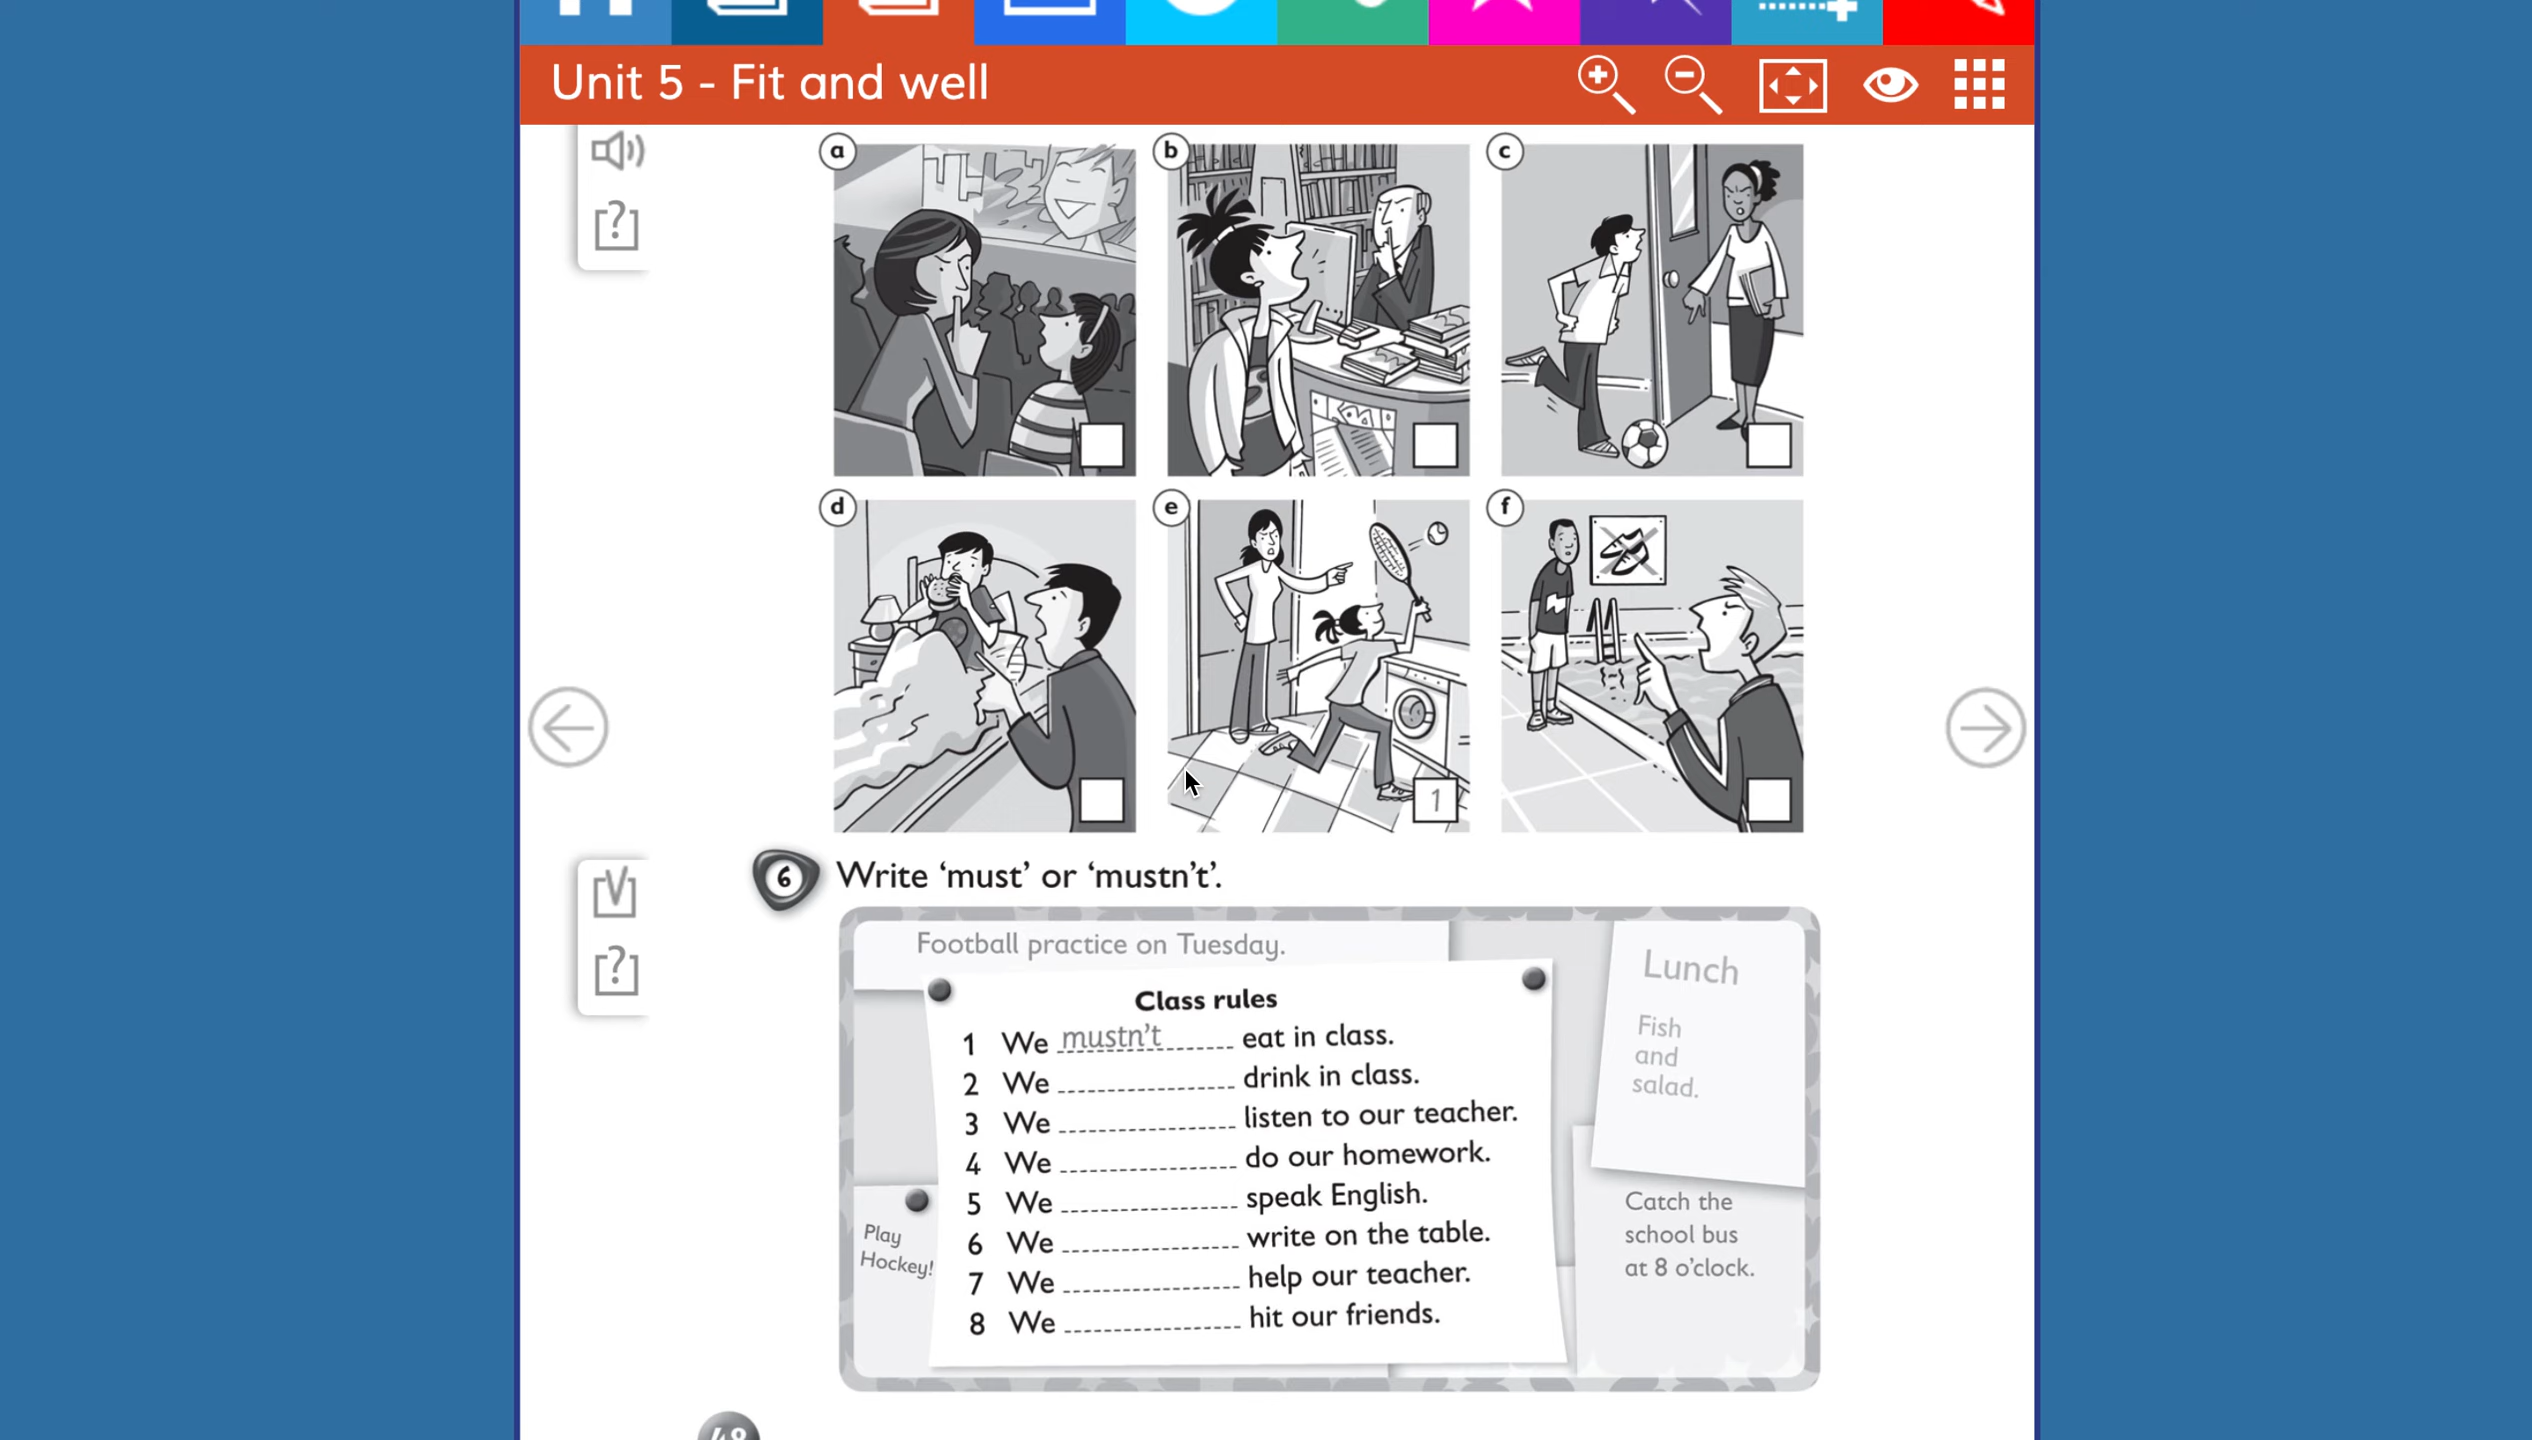 Unit 5 - Fit and well
a
b
c
d
e
f
1
6 Write ‘must’ or ‘mustn’t’.
Football practice on Tuesday.
Class rules
1 We mustn’t eat in class.
2 We drink in class.
3 We listen to our teacher.
4 We do our homework.
5 We speak English.
6 We write on the table.
7 We help our teacher.
8 We hit our friends.
Lunch
Fish
and
salad.
Play
Hockey!
Catch the
school bus
at 8 o’clock.